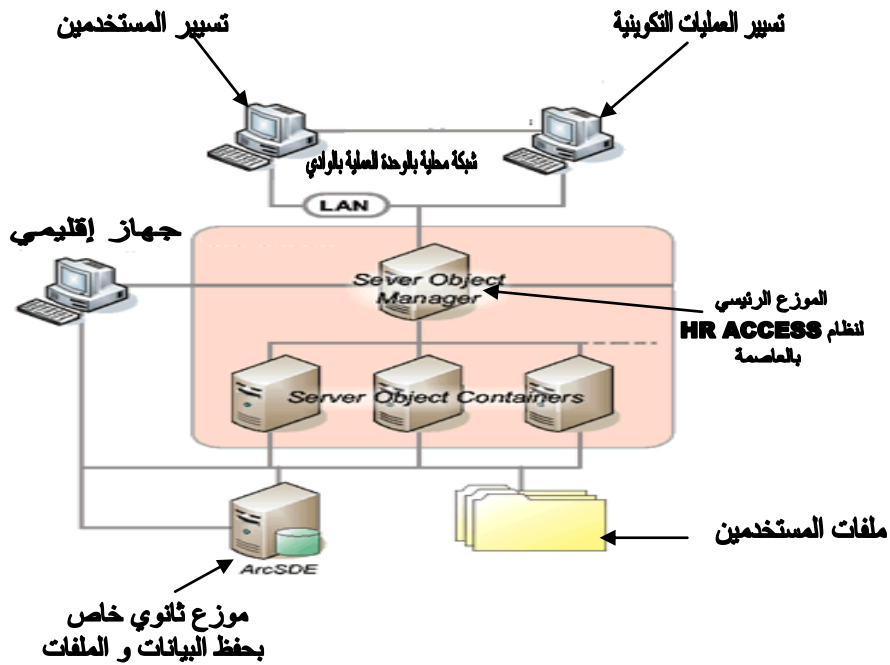 تسيير المستخدمين
تسيير العمليات التكوينية
شبكة محلية بالوحدة العملية بالوادي
LAN
جهاز إقليمي
Sever Object
Manager
الموزع الرئيسي
لنظام HR ACCESS
بالعاصمة
Server Object Containers
ملفات المستخدمين
ArcSDE
موزع ثانوي خاص
بحفظ البيانات و الملفات